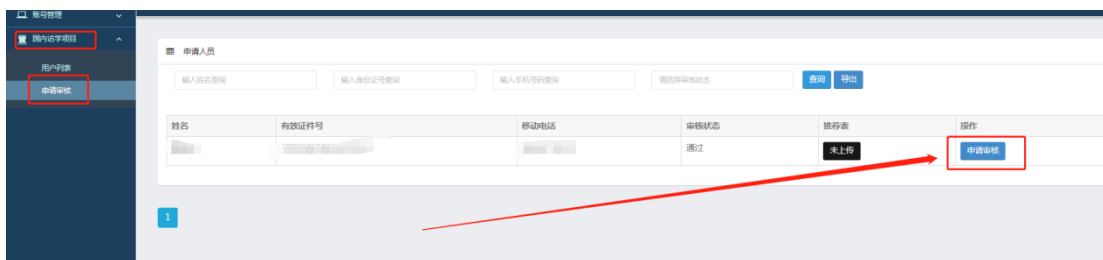 账号管理
国内访学项目
用户列表
申请审核
申请人员
输入姓名查询
输入身份证号查询
输入手机号码查询
请选择审核状态
查询
导出
姓名
有效证件号
移动电话
审核状态
推荐表
操作
通过
未上传
申请审核
1